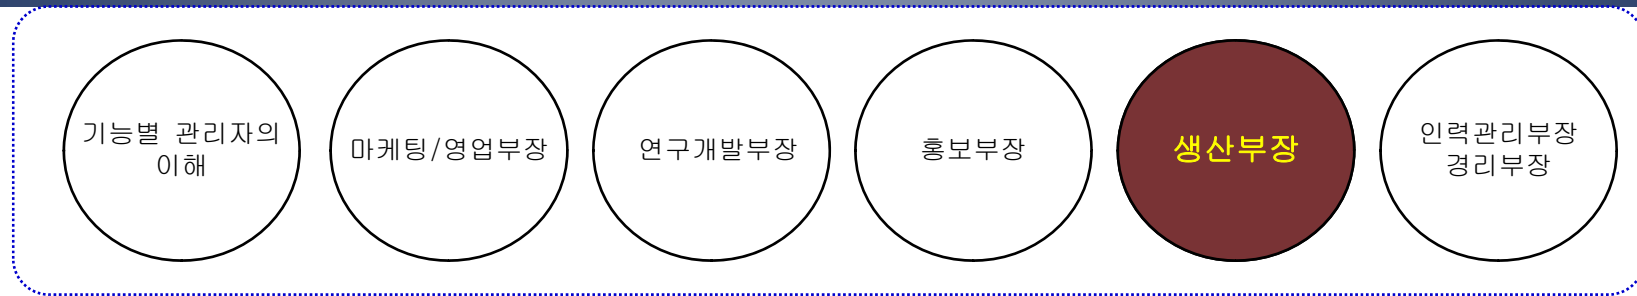 기능별 관리자의
이해
마케팅/영업부장
연구개발부장
홍보부장
생산부장
인력관리부장
경리부장